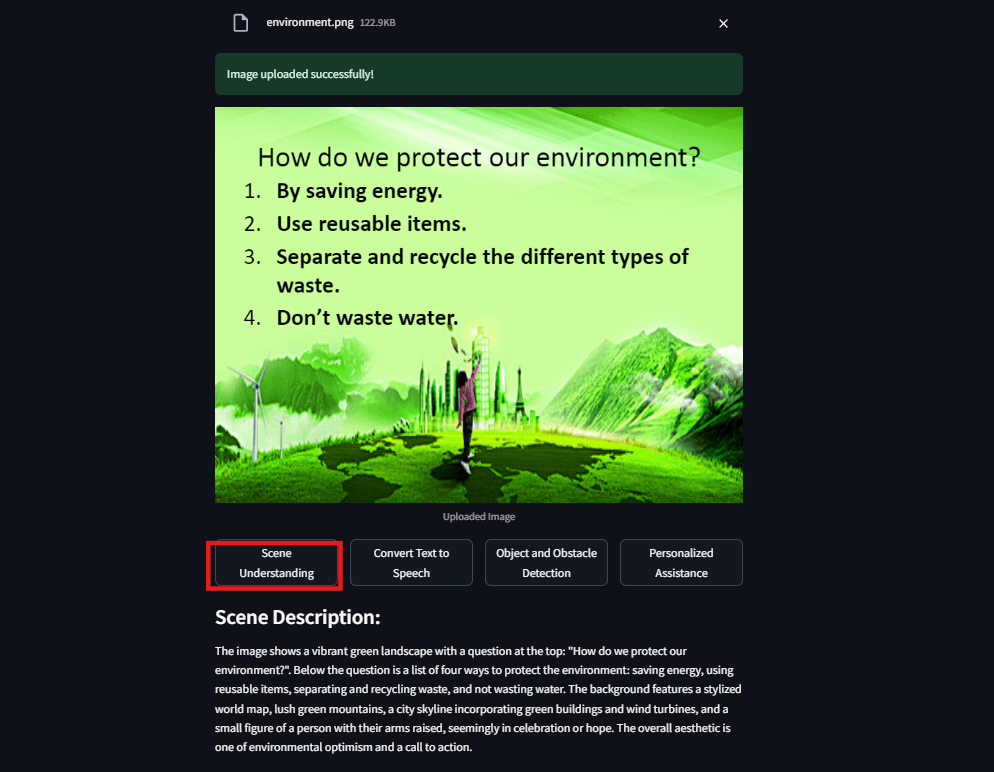 environment.png 122.9KB
Image uploaded successfully!
How do we protect our environment?
1. By saving energy.
2. Use reusable items.
3. Separate and recycle the different types of
waste.
4. Don’t waste water.
Uploaded Image
Scene
Understanding
Convert Text to
Speech
Object and Obstacle
Detection
Personalized
Assistance
Scene Description:
The image shows a vibrant green landscape with a question at the top: "How do we protect our
environment?". Below the question is a list of four ways to protect the environment: saving energy, using
reusable items, separating and recycling waste, and not wasting water. The background features a stylized
world map, lush green mountains, a city skyline incorporating green buildings and wind turbines, and a
small figure of a person with their arms raised, seemingly in celebration or hope. The overall aesthetic is
one of environmental optimism and a call to action.